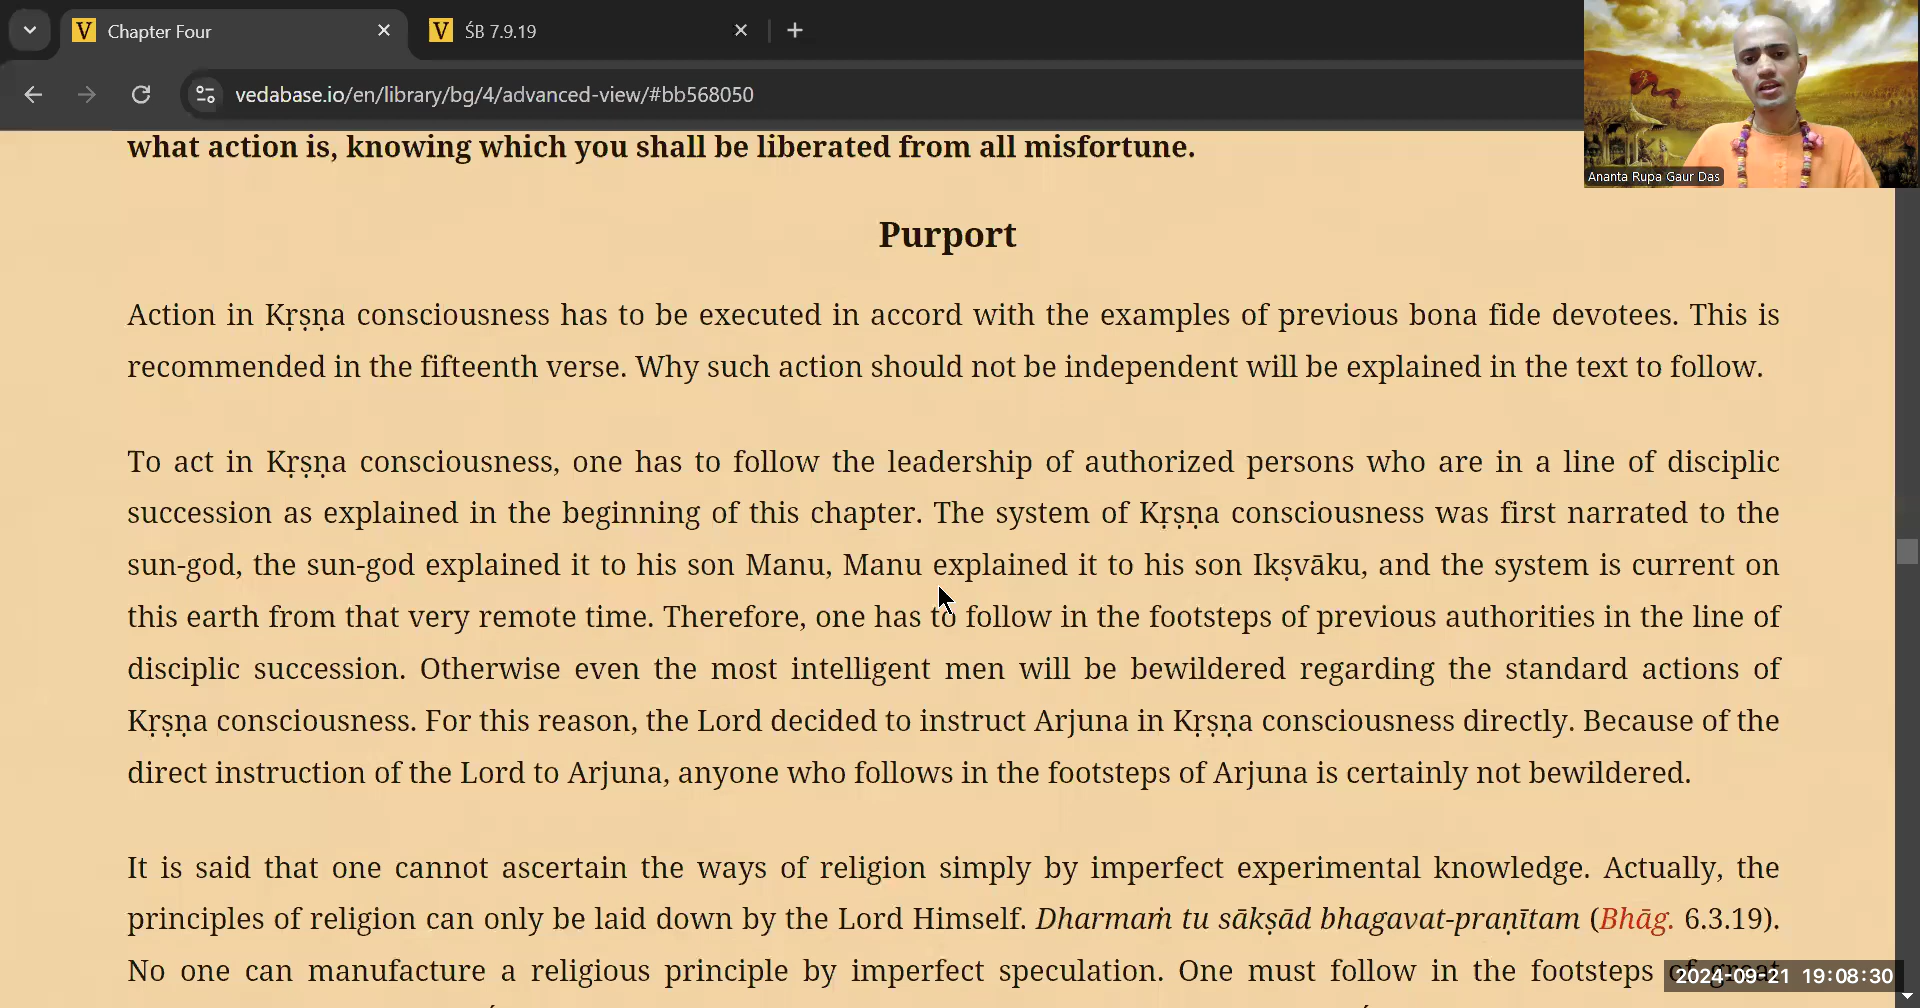 Chapter Four
ŚB 7.9.19
vedabase.io/en/library/bg/4/advanced-view/#bb568050
Ananta Rupa Gaur Das
what action is, knowing which you shall be liberated from all misfortune.
Purport
Action in Kṛṣṇa consciousness has to be executed in accord with the examples of previous bona fide devotees. This is
recommended in the fifteenth verse. Why such action should not be independent will be explained in the text to follow.
To act in Kṛṣṇa consciousness, one has to follow the leadership of authorized persons who are in a line of disciplic
succession as explained in the beginning of this chapter. The system of Kṛṣṇa consciousness was first narrated to the
sun-god, the sun-god explained it to his son Manu, Manu explained it to his son Ikṣvāku, and the system is current on
this earth from that very remote time. Therefore, one has to follow in the footsteps of previous authorities in the line of
disciplic succession. Otherwise even the most intelligent men will be bewildered regarding the standard actions of
Kṛṣṇa consciousness. For this reason, the Lord decided to instruct Arjuna in Kṛṣṇa consciousness directly. Because of the
direct instruction of the Lord to Arjuna, anyone who follows in the footsteps of Arjuna is certainly not bewildered.
It is said that one cannot ascertain the ways of religion simply by imperfect experimental knowledge. Actually, the
principles of religion can only be laid down by the Lord Himself. Dharmaṁ tu sākṣād bhagavat-praṇītam (Bhāg. 6.3.19).
No one can manufacture a religious principle by imperfect speculation. One must follow in the footsteps of great
2024-09-21 19:08:30